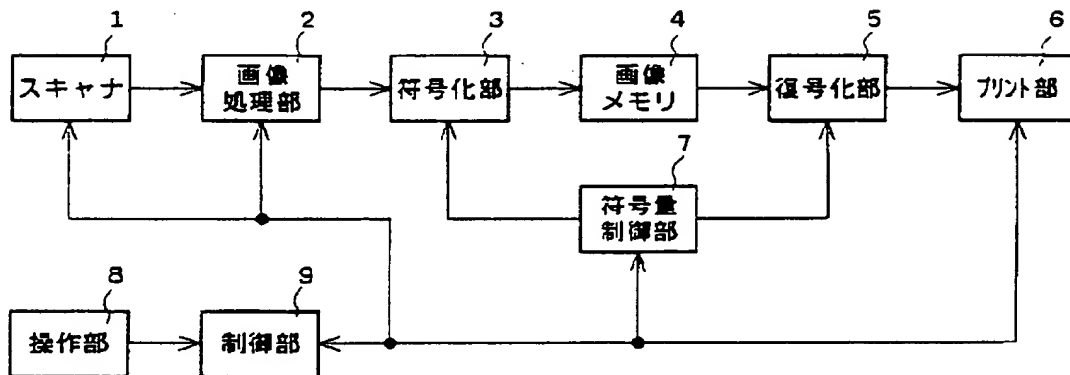 1
2
3
4
5
6
スキャナ
画像
処理部
符号化部
画像
メモリ
復号化部
プリント部
7
符号量
制御部
8
9
操作部
制御部